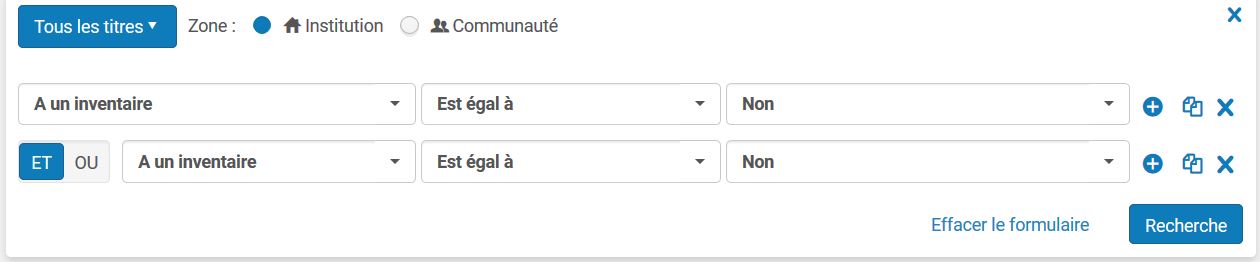 Tous les titres Zone : Institution Communauté
A un inventaire Est égal à Non
ET OU A un inventaire Est égal à Non
Effacer le formulaire Recherche